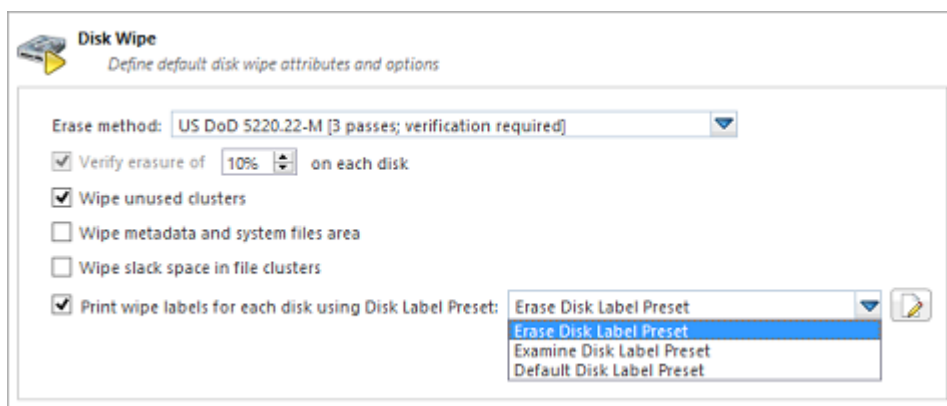 Disk Wipe
Define default disk wipe attributes and options
Erase method: US DoD 5220.22-M [3 passes; verification required]
Verify erasure of 10% on each disk
Wipe unused clusters
Wipe metadata and system files area
Wipe slack space in file clusters
Print wipe labels for each disk using Disk Label Preset: Erase Disk Label Preset
Erase Disk Label Preset
Examine Disk Label Preset
Default Disk Label Preset